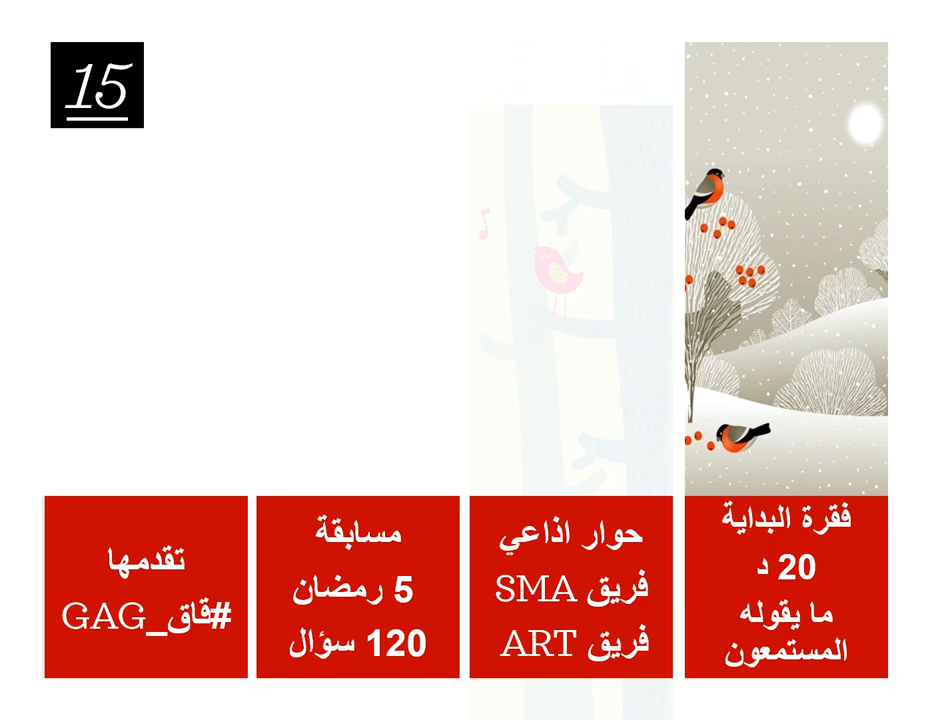 15
فقرة البداية
20 د
ما يقوله
المستمعون
حوار اذاعي
فريق SMA
فريق ART
مسابقة
5 رمضان
120 سؤال
تقدمها
#قاق_GAG